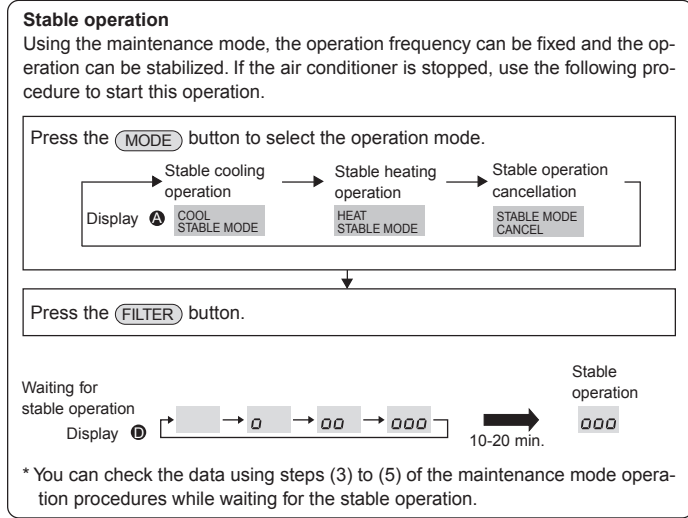 Stable operation
Using the maintenance mode, the operation frequency can be fixed and the op-
eration can be stabilized. If the air conditioner is stopped, use the following pro-
cedure to start this operation.
Press the MODE button to select the operation mode.
Stable cooling
operation
Stable heating
operation
Stable operation
cancellation
Display A
COOL
STABLE MODE
HEAT
STABLE MODE
STABLE MODE
CANCEL
Press the FILTER button.
Waiting for
stable operation
Display D
o
oo
ooo
10-20 min.
Stable
operation
ooo
* You can check the data using steps (3) to (5) of the maintenance mode opera-
tion procedures while waiting for the stable operation.